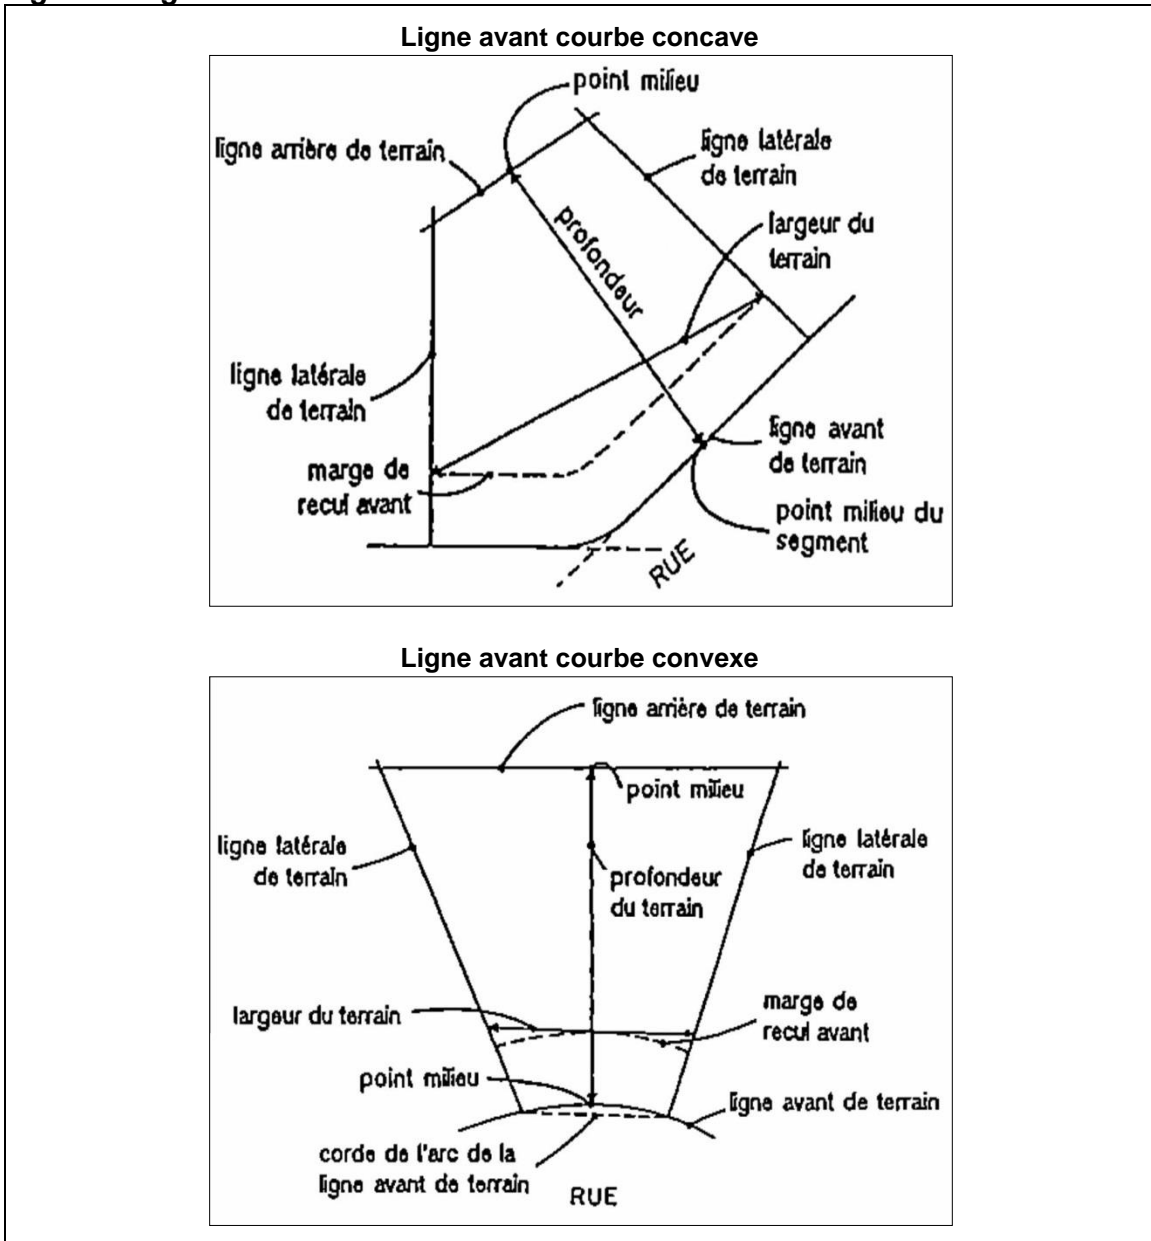 Ligne avant courbe concave
point milieu
ligne arrière de terrain
ligne latérale
de terrain
largeur du
terrain
profondeur
ligne latérale
de terrain
ligne avant
de terrain
marge de
recul avant
point milieu du
segment
RUE
Ligne avant courbe convexe
ligne arrière de terrain
point milieu
ligne latérale
de terrain
ligne latérale
de terrain
profondeur
du terrain
largeur du terrain
marge de
recul avant
point milieu
ligne avant de terrain
corde de l'arc de la
ligne avant de terrain
RUE